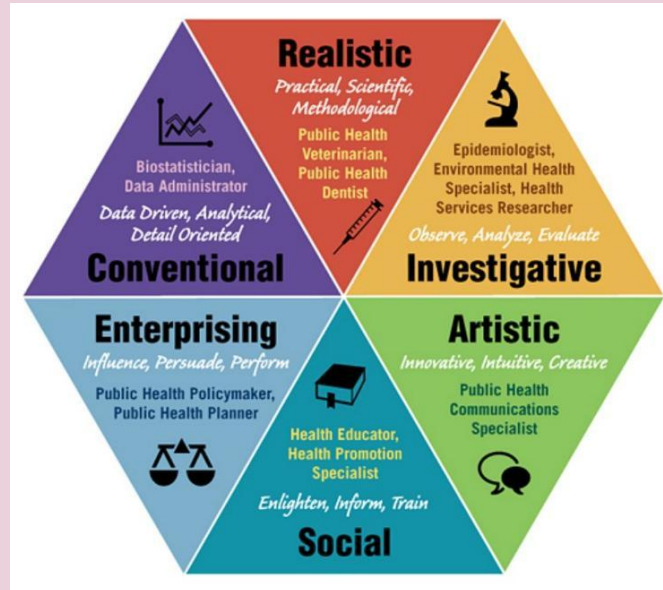 Realistic
Practical, Scientific,
Methodological
Public Health
Veterinarian,
Public Health
Dentist
Biostatistician,
Data Administrator
Data Driven, Analytical,
Detail Oriented
Conventional
Epidemiologist,
Environmental Health
Specialist, Health
Services Researcher
Observe, Analyze, Evaluate
Investigative
Enterprising
Influence, Persuade, Perform
Public Health Policymaker,
Public Health Planner
Health Educator,
Health Promotion
Specialist
Enlighten, Inform, Train
Social
Artistic
Innovative, Intuitive, Creative
Public Health
Communications
Specialist